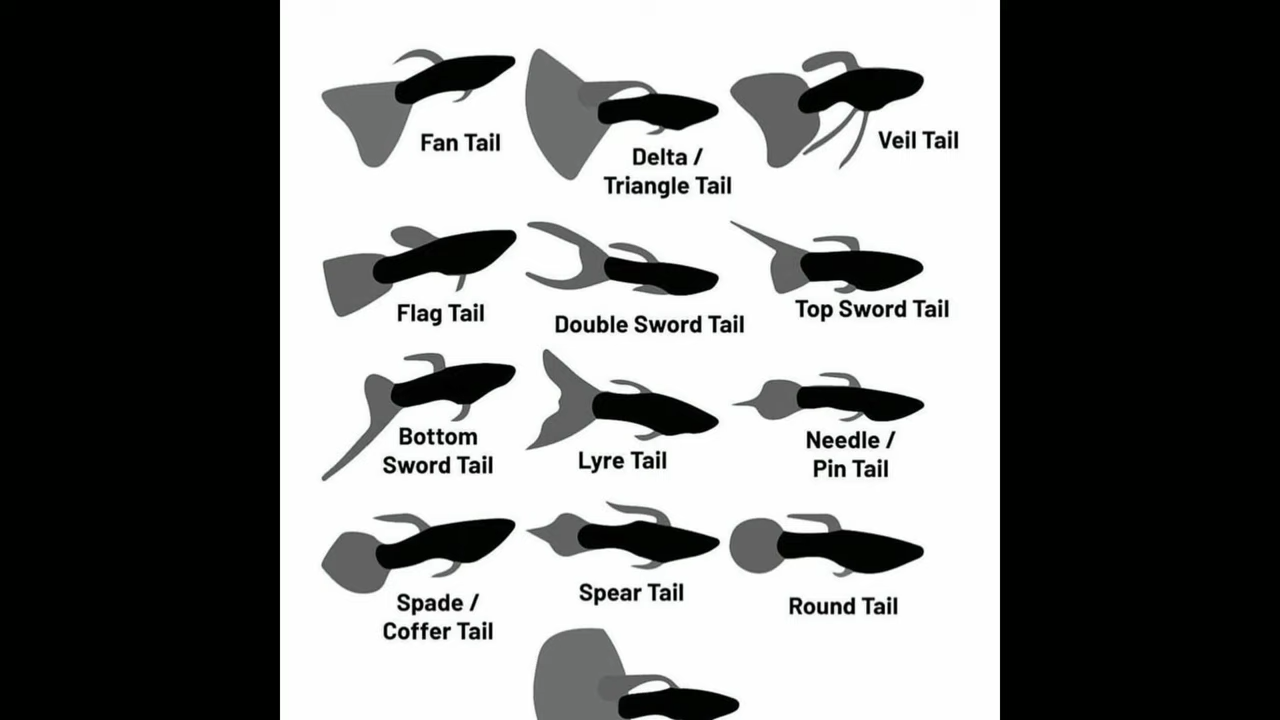 Fan Tail
Delta /
Triangle Tail
Veil Tail
Flag Tail
Double Sword Tail
Top Sword Tail
Bottom
Sword Tail
Lyre Tail
Needle /
Pin Tail
Spade /
Coffer Tail
Spear Tail
Round Tail